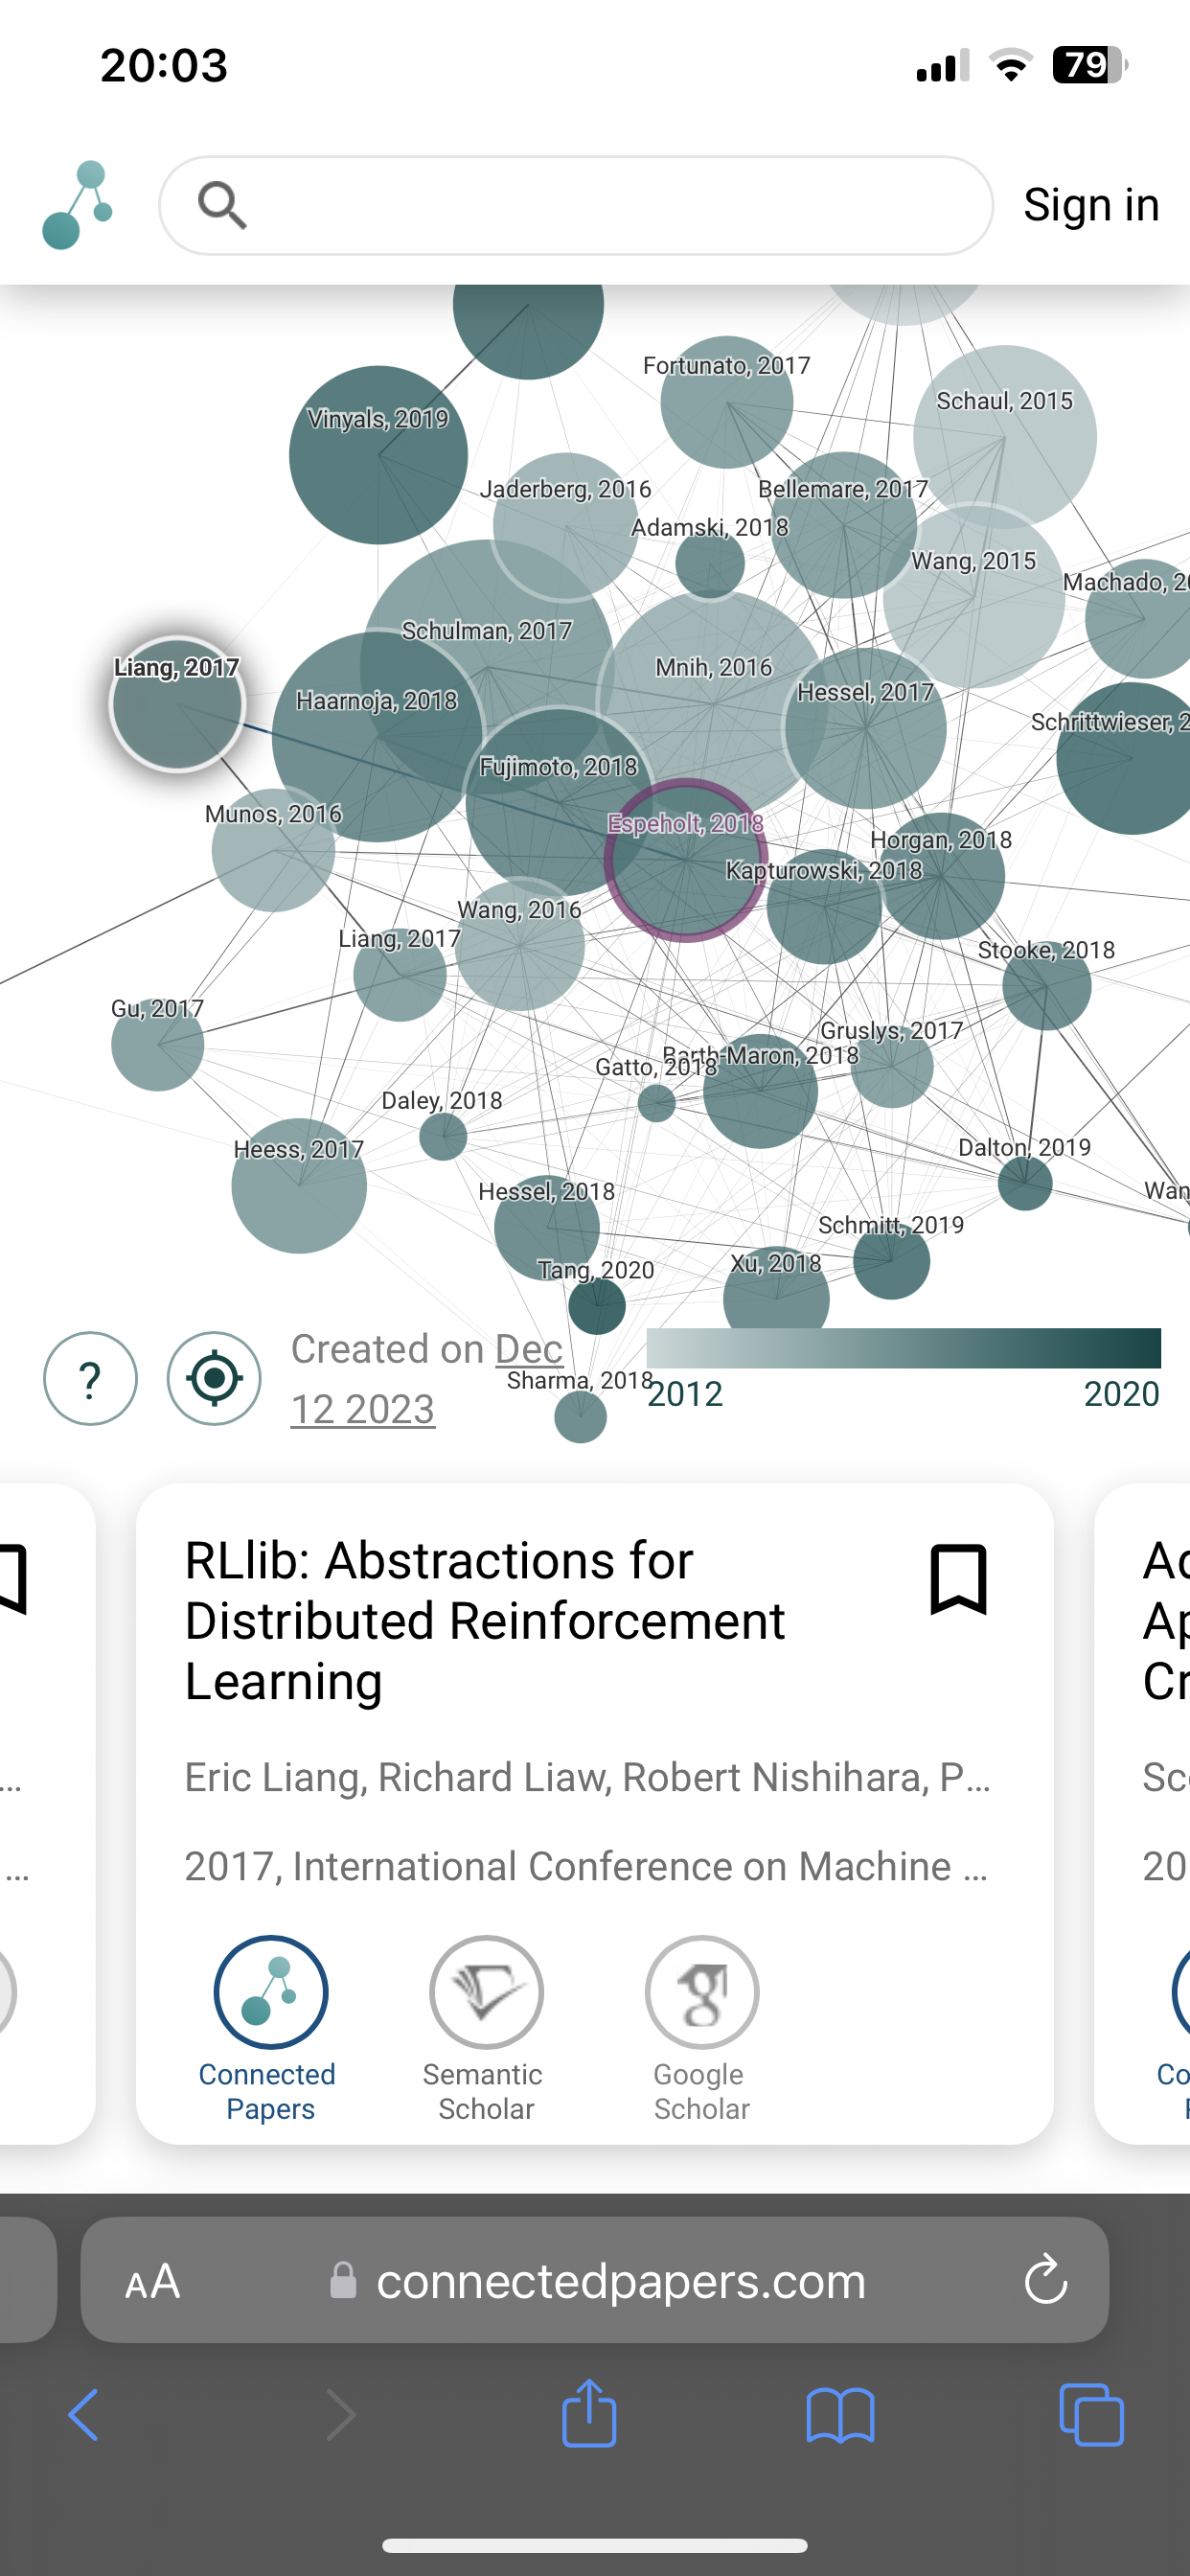 20:03
79
Sign in
Fortunato, 2017
Schaul, 2015
Vinyals, 2019
Jaderberg, 2016
Bellemare, 2017
Adamski, 2018
Wang, 2015
Machado, 20
Schulman, 2017
Liang, 2017
Mnih, 2016
Hessel, 2017
Haarnoja, 2018
Schrittwieser, 2
Fujimoto, 2018
Munos, 2016
Espeholt, 2018
Horgan, 2018
Kapturowski, 2018
Wang, 2016
Liang, 2017
Stooke, 2018
Gu, 2017
Gruslys, 2017
Barth-Maron, 2018
Gatto, 2018
Daley, 2018
Heess, 2017
Dalton, 2019
Hessel, 2018
Wan
Schmitt, 2019
Tang, 2020
Xu, 2018
?
Created on Dec
12 2023
Sharma, 2018
2012
2020
RLlib: Abstractions for
Distributed Reinforcement
Learning
Eric Liang, Richard Liaw, Robert Nishihara, P...
2017, International Conference on Machine ...
Connected
Papers
Semantic
Scholar
Google
Scholar
Ac
Ap
Cr
Sc
20
Co
AA
connectedpapers.com